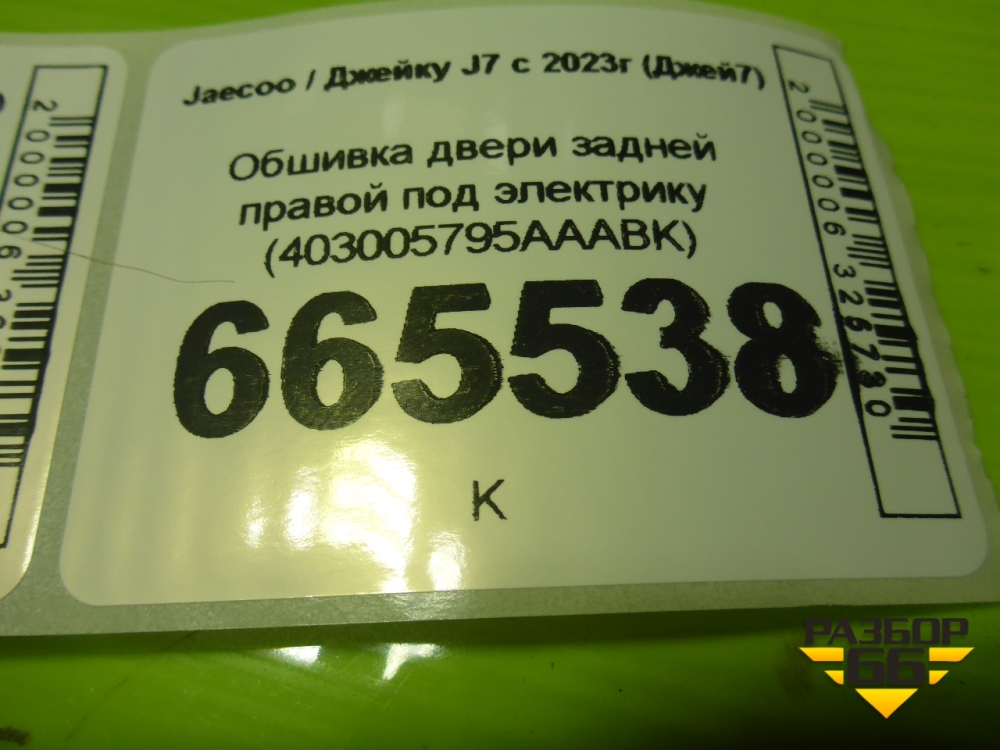 Jaecoo / Джейку J7 с 2023г (Джей7)
Обшивка двери задней
правой под электрику
(403005795AAABK)
665538
К
2000006326730
РАЗБОР
66